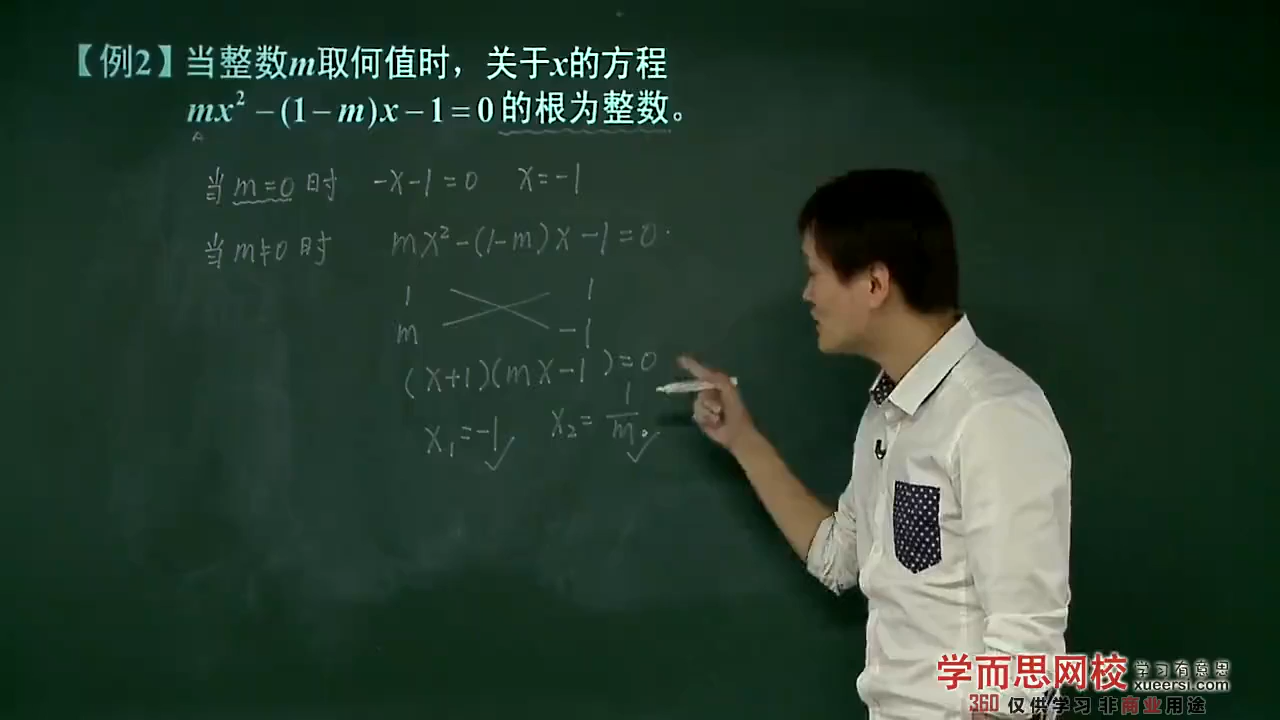 【例2】当整数m取何值时，关于x的方程
mx²-(1-m)x-1=0的根为整数。
当m=0时 -x-1=0 x=-1
当m≠0时 mx²-(1-m)x-1=0.
1 1
m -1
(x+1)(mx-1)=0
x₁=-1✓ x₂=1/m.✓
学而思网校 学习有意思
xueersi.com
360 仅供学习 非商业用途